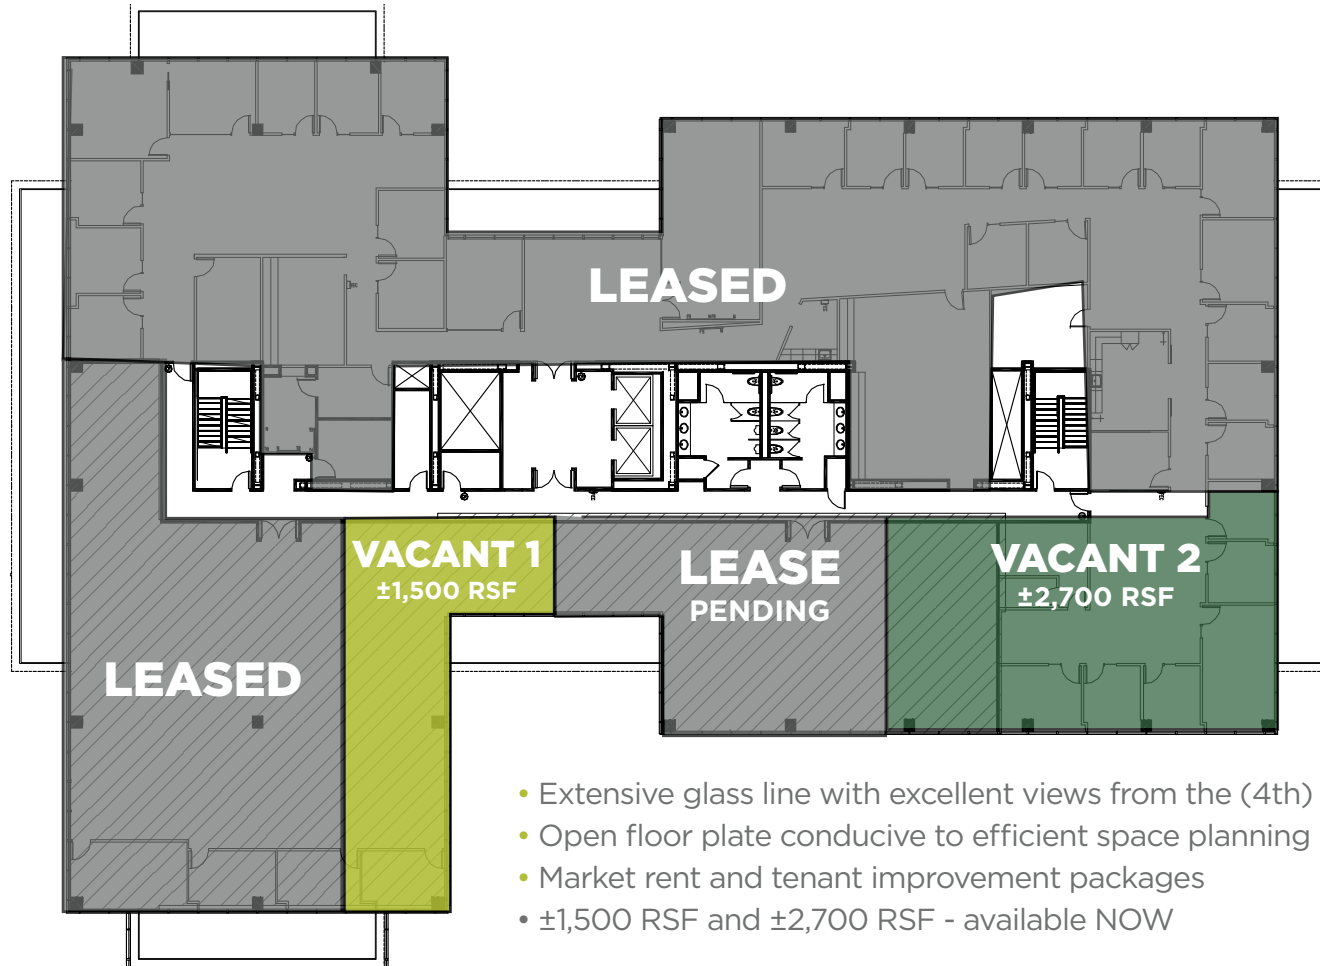 LEASED
VACANT 1
±1,500 RSF
LEASE
PENDING
VACANT 2
±2,700 RSF
LEASED
• Extensive glass line with excellent views from the (4th)
• Open floor plate conducive to efficient space planning
• Market rent and tenant improvement packages
• ±1,500 RSF and ±2,700 RSF - available NOW